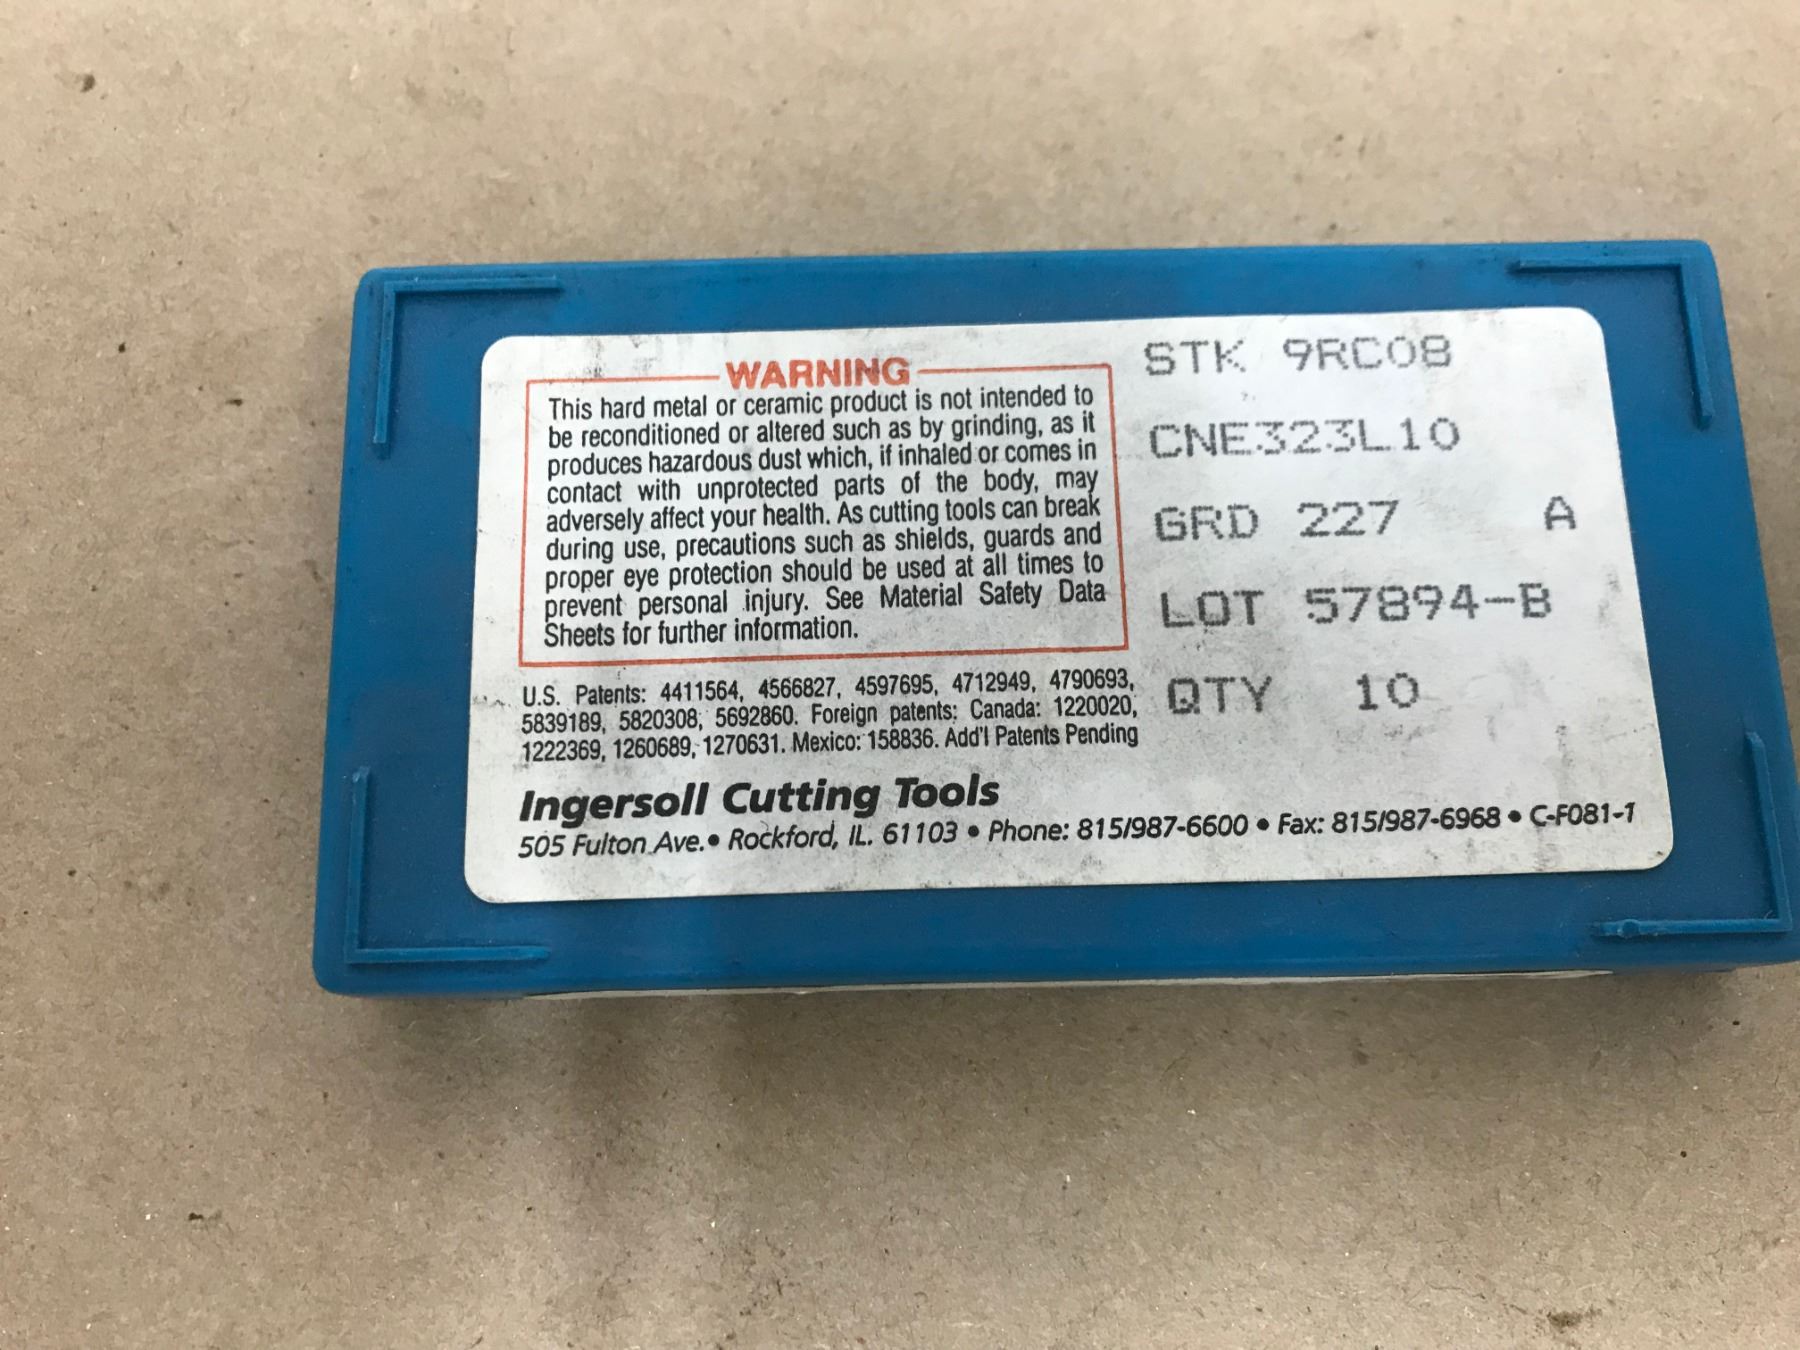 WARNING
This hard metal or ceramic product is not intended to
be reconditioned or altered such as by grinding, as it
produces hazardous dust which, if inhaled or comes in
contact with unprotected parts of the body, may
adversely affect your health. As cutting tools can break
during use, precautions such as shields, guards and
proper eye protection should be used at all times to
prevent personal injury. See Material Safety Data
Sheets for further information.
U.S. Patents: 4411564, 4566827, 4597695, 4712949, 4790693,
5839189, 5820308, 5692860. Foreign patents: Canada: 1220020,
1222369, 1260689, 1270631. Mexico: 158836. Add'l Patents Pending
STK 9RC08
CNE323L10
GRD 227 A
LOT 57894-B
QTY 10
Ingersoll Cutting Tools
505 Fulton Ave. • Rockford, IL. 61103 • Phone: 815/987-6600 • Fax: 815/987-6968 • C-F081-1